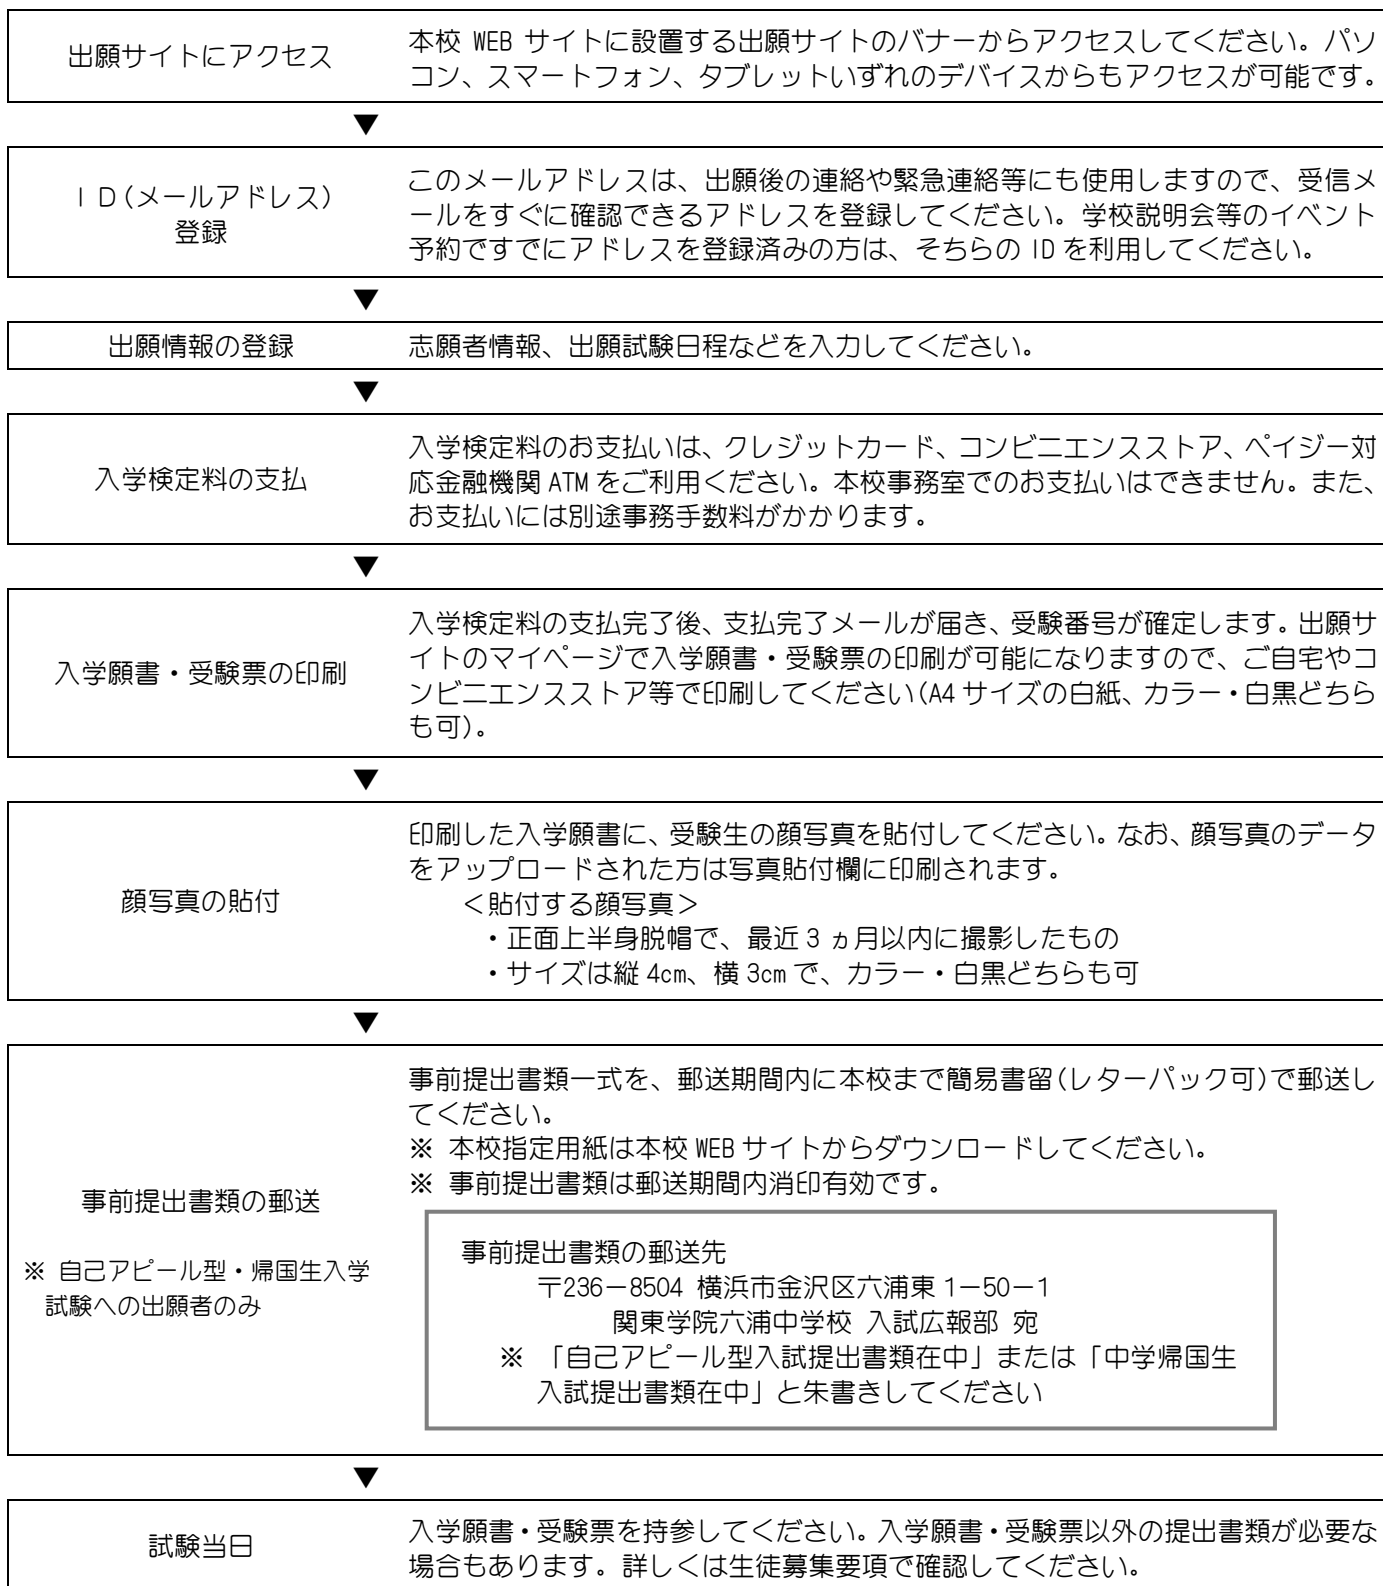 出願サイトにアクセス
本校 WEB サイトに設置する出願サイトのバナーからアクセスしてください。パソ
コン、スマートフォン、タブレットいずれのデバイスからもアクセスが可能です。
▼
ＩＤ(メールアドレス)
登録
このメールアドレスは、出願後の連絡や緊急連絡等にも使用しますので、受信メ
ールをすぐに確認できるアドレスを登録してください。学校説明会等のイベント
予約ですでにアドレスを登録済みの方は、そちらの ID を利用してください。
▼
出願情報の登録
志願者情報、出願試験日程などを入力してください。
▼
入学検定料の支払
入学検定料のお支払いは、クレジットカード、コンビニエンスストア、ペイジー対
応金融機関 ATM をご利用ください。本校事務室でのお支払いはできません。また、
お支払いには別途事務手数料がかかります。
▼
入学願書・受験票の印刷
入学検定料の支払完了後、支払完了メールが届き、受験番号が確定します。出願サ
イトのマイページで入学願書・受験票の印刷が可能になりますので、ご自宅やコ
ンビニエンスストア等で印刷してください(A4 サイズの白紙、カラー・白黒どちら
も可)。
▼
顔写真の貼付
印刷した入学願書に、受験生の顔写真を貼付してください。なお、顔写真のデータ
をアップロードされた方は写真貼付欄に印刷されます。
＜貼付する顔写真＞
・正面上半身脱帽で、最近 3 ヵ月以内に撮影したもの
・サイズは縦 4cm、横 3cm で、カラー・白黒どちらも可
▼
事前提出書類の郵送
※ 自己アピール型・帰国生入学
試験への出願者のみ
事前提出書類一式を、郵送期間内に本校まで簡易書留(レターパック可)で郵送し
てください。
※ 本校指定用紙は本校 WEB サイトからダウンロードしてください。
※ 事前提出書類は郵送期間内消印有効です。
事前提出書類の郵送先
〒236－8504 横浜市金沢区六浦東 1－50－1
関東学院六浦中学校 入試広報部 宛
※ 「自己アピール型入試提出書類在中」または「中学帰国生
入試提出書類在中」と朱書きしてください
▼
試験当日
入学願書・受験票を持参してください。入学願書・受験票以外の提出書類が必要な
場合もあります。詳しくは生徒募集要項で確認してください。